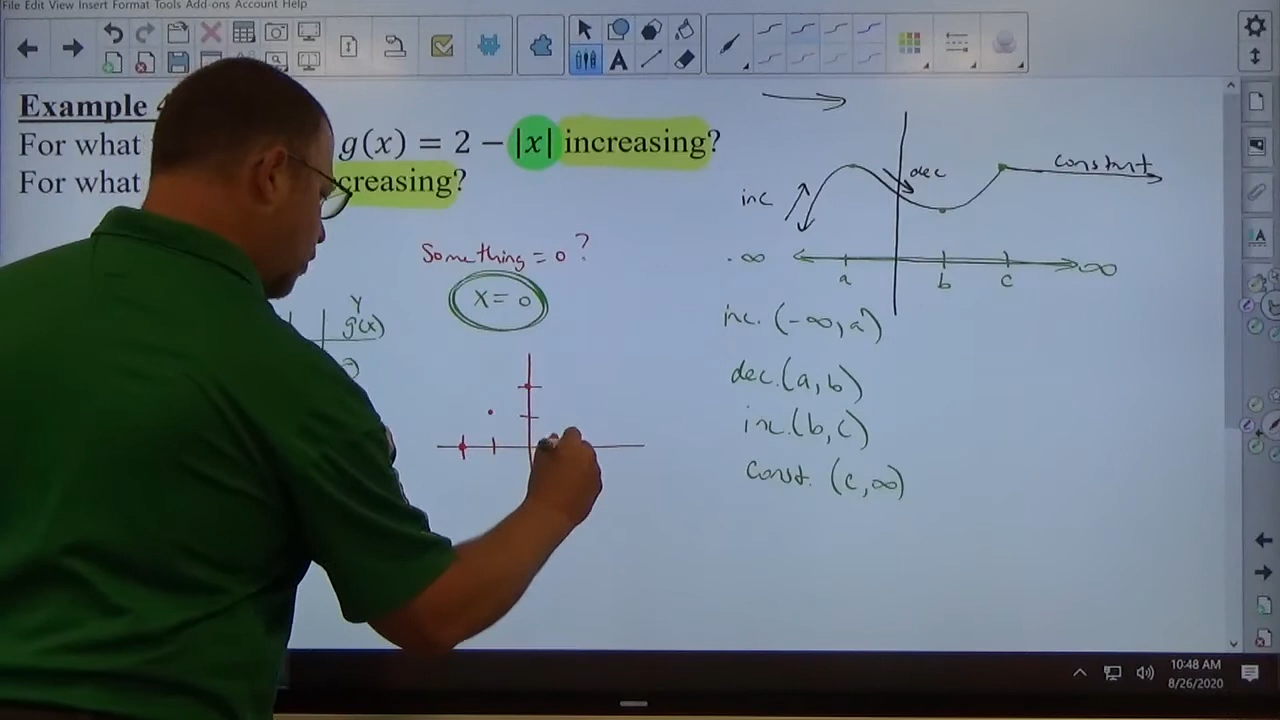 File Edit View Insert Format Tools Add-ons Account Help
Example
For what g(x) = 2 − |x| increasing?
For what creasing?
Something = 0 ?
x = 0
y
g(x)
inc
dec
constant
-∞
∞
a
b
c
inc. (-∞, a)
dec. (a, b)
inc. (b, c)
const. (c, ∞)
A
A
10:48 AM
8/26/2020